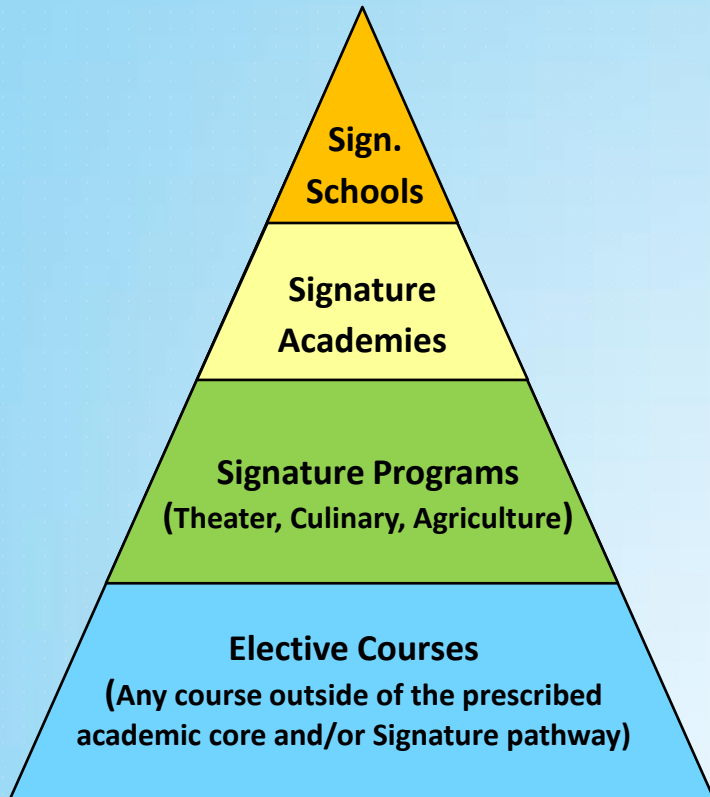 Sign.
Schools
Signature
Academies
Signature Programs
(Theater, Culinary, Agriculture)
Elective Courses
(Any course outside of the prescribed
academic core and/or Signature pathway)